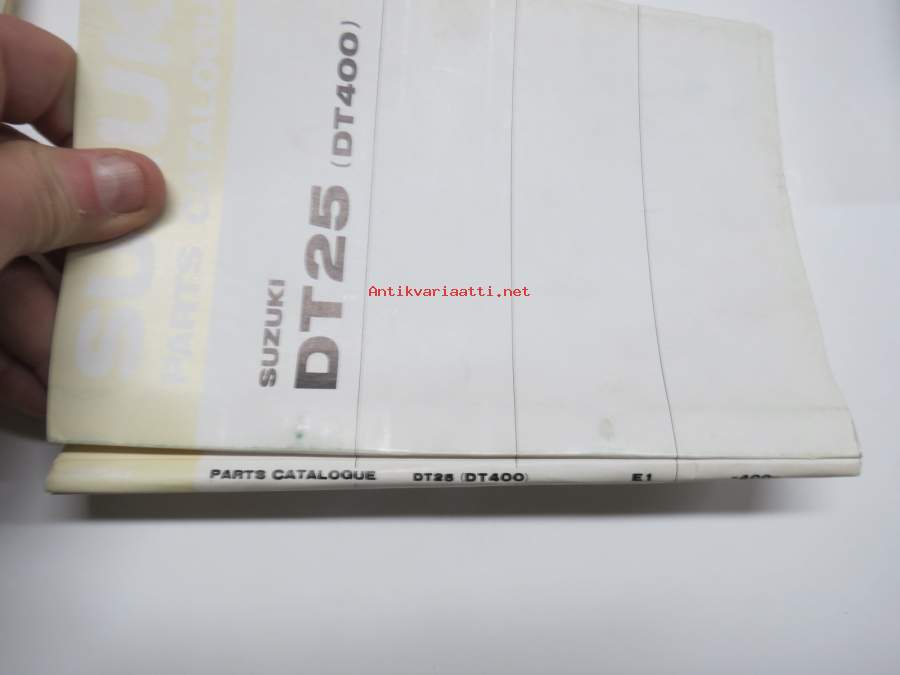 SUZUKI
PARTS CATALOGUE
SUZUKI
DT25 (DT400)
Antikvariaatti.net
PARTS CATALOGUE DT25 (DT400) E1